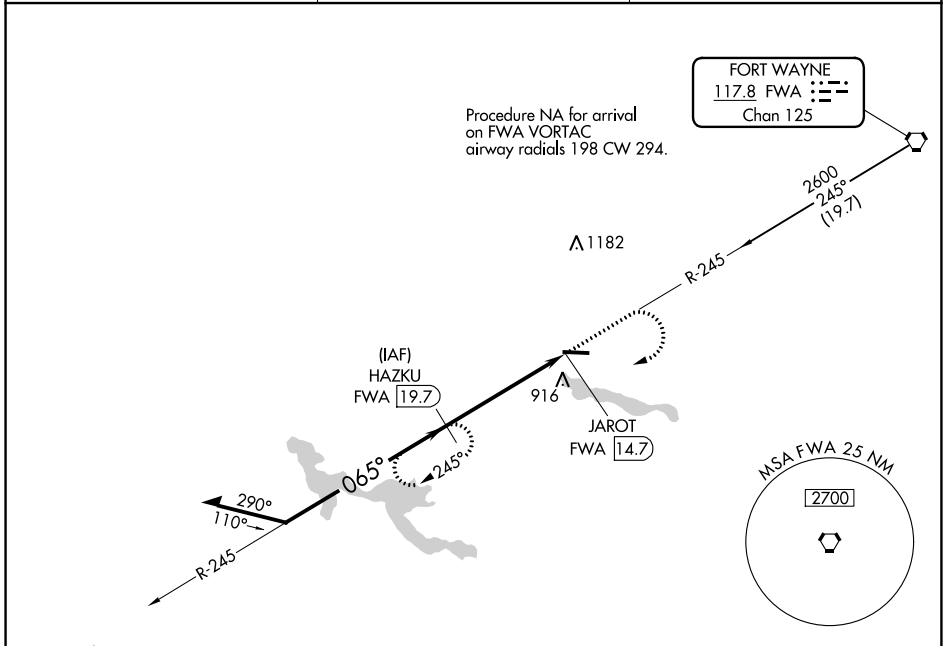 FORT WAYNE
117.8 FWA
Chan 125
Procedure NA for arrival
on FWA VORTAC
airway radials 198 CW 294.
2600
245°
(19.7)
1182
R-245
(IAF)
HAZKU
FWA 19.7
916
JAROT
FWA 14.7
245°
065°
290°
110°
R-245
MSA FWA 25 NM
2700